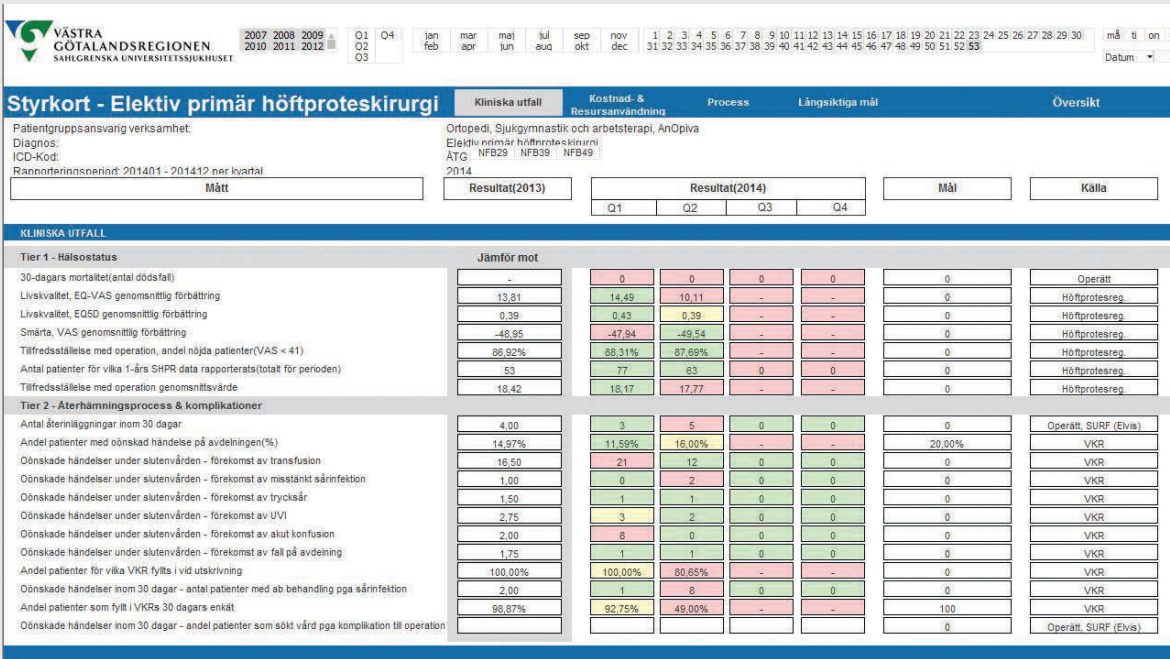 VÄSTRA
GÖTALANDSREGIONEN
SAHLGRENSKA UNIVERSITETSSJUKHUSET
2007 2008 2009
2010 2011 2012
Q1 Q4
Q2
Q3
jan mar maj jul sep nov
feb apr jun aug okt dec
1 2 3 4 5 6 7 8 9 10 11 12 13 14 15 16 17 18 19 20 21 22 23 24 25 26 27 28 29 30
31 32 33 34 35 36 37 38 39 40 41 42 43 44 45 46 47 48 49 50 51 52 53
må ti on
Datum
Styrkort - Elektiv primär höftproteskirurgi Kliniska utfall Kostnad- & Resursanvändning Process Långsiktiga mål Översikt
Patientgruppsansvarig verksamhet: Ortopedi, Sjukgymnastik och arbetsterapi, AnOpiva
Diagnos: Elektiv primär höftproteskirurgi
ICD-Kod: ÅTG NFB29 NFB39 NFB49
Rapporteringsperiod: 201401 - 201412 per kvartal 2014
Mått Resultat(2013) Resultat(2014) Mål Källa
Q1 Q2 Q3 Q4
KLINISKA UTFALL
Tier 1 - Hälsostatus Jämför mot
30-dagars mortalitet(antal dödsfall) - 0 0 0 0 0 Operätt
Livskvalitet, EQ-VAS genomsnittlig förbättring 13,81 14,49 10,11 - - 0 Höftprotesreg.
Livskvalitet, EQ5D genomsnittlig förbättring 0,39 0,43 0,39 - - 0 Höftprotesreg.
Smärta, VAS genomsnittlig förbättring -48,95 -47,94 -49,54 - - 0 Höftprotesreg.
Tillfredsställelse med operation, andel nöjda patienter(VAS < 41) 86,92% 88,31% 87,69% - - 0 Höftprotesreg.
Antal patienter för vilka 1-års SHPR data rapporterats(totalt för perioden) 53 77 63 0 0 0 Höftprotesreg.
Tillfredsställelse med operation genomsnittsvärde 18,42 18,17 17,77 - - 0 Höftprotesreg.
Tier 2 - Återhämningsprocess & komplikationer
Antal återinläggningar inom 30 dagar 4,00 3 5 0 0 0 Operätt, SURF (Elvis)
Andel patienter med oönskad händelse på avdelningen(%) 14,97% 11,59% 16,00% - - 20,00% VKR
Oönskade händelser under slutenvården - förekomst av transfusion 16,50 21 12 0 0 0 VKR
Oönskade händelser under slutenvården - förekomst av misstänkt sårinfektion 1,00 0 2 0 0 0 VKR
Oönskade händelser under slutenvården - förekomst av trycksår 1,50 1 1 0 0 0 VKR
Oönskade händelser under slutenvården - förekomst av UVI 2,75 3 2 0 0 0 VKR
Oönskade händelser under slutenvården - förekomst av akut konfusion 2,00 8 0 0 0 0 VKR
Oönskade händelser under slutenvården - förekomst av fall på avdelning 1,75 1 1 0 0 0 VKR
Andel patienter för vilka VKR fyllts i vid utskrivning 100,00% 100,00% 80,65% - - 0 VKR
Oönskade händelser inom 30 dagar - antal patienter med ab behandling pga sårinfektion 2,00 1 8 0 0 0 VKR
Andel patienter som fyllt i VKRs 30 dagars enkät 98,87% 92,75% 49,00% - - 100 VKR
Oönskade händelser inom 30 dagar - andel patienter som sökt vård pga komplikation till operation 0 Operätt, SURF (Elvis)